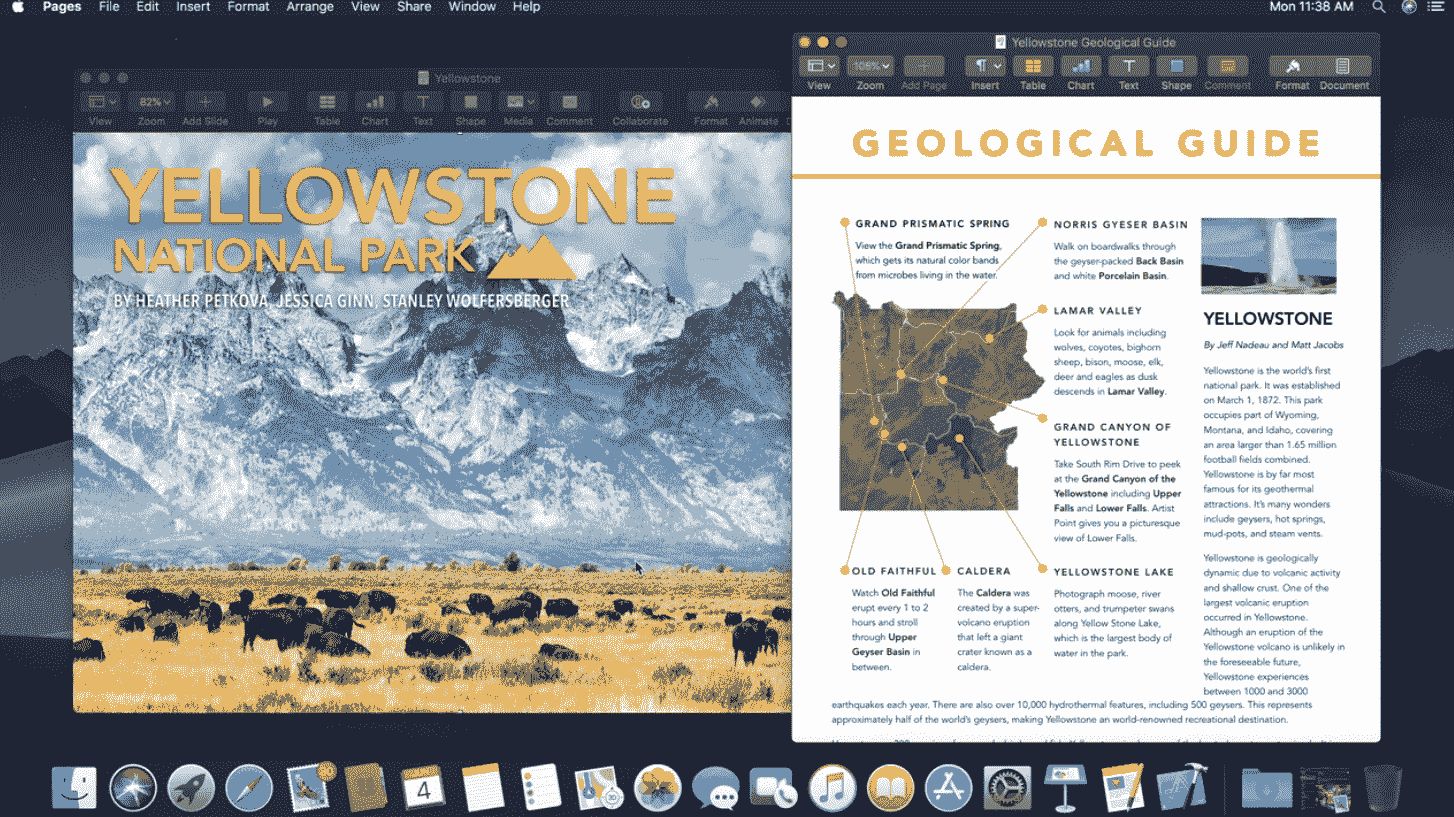 Pages File Edit Insert Format Arrange View Share Window Help
Mon 11:38 AM
Yellowstone
82%
View Zoom Add Slide Play Table Chart Text Shape Media Comment Collaborate Format Animate
YELLOWSTONE
NATIONAL PARK
BY HEATHER PETKOVA, JESSICA GINN, STANLEY WOLFERSBERGER
Yellowstone Geological Guide
106%
View Zoom Add Page Insert Table Chart Text Shape Comment Format Document
GEOLOGICAL GUIDE
GRAND PRISMATIC SPRING
View the Grand Prismatic Spring,
which gets its natural color bands
from microbes living in the water.
NORRIS GYESER BASIN
Walk on boardwalks through
the geyser-packed Back Basin
and white Porcelain Basin.
LAMAR VALLEY
Look for animals including
wolves, coyotes, bighorn
sheep, bison, moose, elk,
deer and eagles as dusk
descends in Lamar Valley.
GRAND CANYON OF
YELLOWSTONE
Take South Rim Drive to peek
at the Grand Canyon of the
Yellowstone including Upper
Falls and Lower Falls. Artist
Point gives you a picturesque
view of Lower Falls.
OLD FAITHFUL
Watch Old Faithful
erupt every 1 to 2
hours and stroll
through Upper
Geyser Basin in
between.
CALDERA
The Caldera was
created by a super-
volcano eruption
that left a giant
crater known as a
caldera.
YELLOWSTONE LAKE
Photograph moose, river
otters, and trumpeter swans
along Yellow Stone Lake,
which is the largest body of
water in the park.
YELLOWSTONE
By Jeff Nadeau and Matt Jacobs
Yellowstone is the world's first
national park. It was established
on March 1, 1872. This park
occupies part of Wyoming,
Montana, and Idaho, covering
an area larger than 1.65 million
football fields combined.
Yellowstone is by far most
famous for its geothermal
attractions. It's many wonders
include geysers, hot springs,
mud-pots, and steam vents.
Yellowstone is geologically
dynamic due to volcanic activity
and shallow crust. One of the
largest volcanic eruption
occurred in Yellowstone.
Although an eruption of the
Yellowstone volcano is unlikely in
the foreseeable future,
Yellowstone experiences
between 1000 and 3000
earthquakes each year. There are also over 10,000 hydrothermal features, including 500 geysers. This represents
approximately half of the world's geysers, making Yellowstone an world-renowned recreational destination.
4